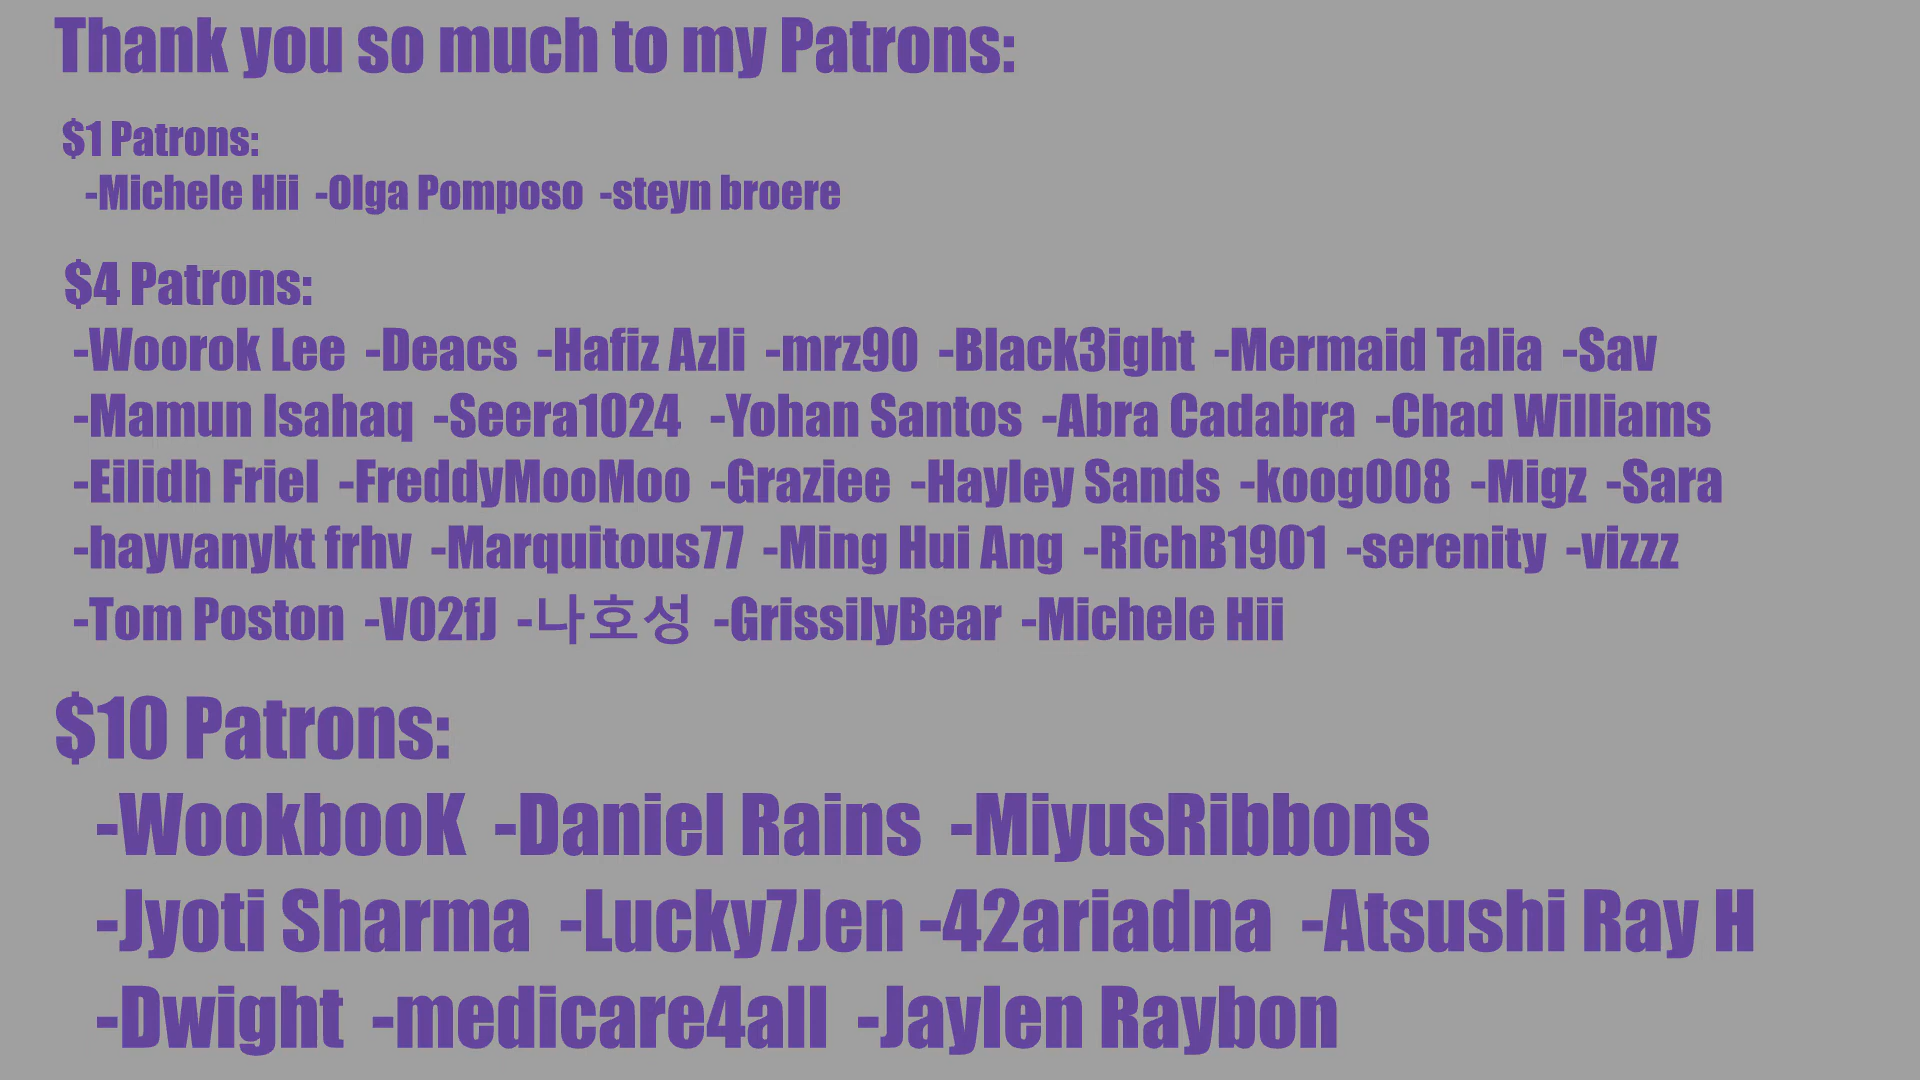 Thank you so much to my Patrons:
$1 Patrons:
-Michele Hii -Olga Pomposo -steyn broere
$4 Patrons:
-Woorok Lee -Deacs -Hafiz Azli -mrz90 -Black3ight -Mermaid Talia -Sav
-Mamun Isahaq -Seera1024 -Yohan Santos -Abra Cadabra -Chad Williams
-Eilidh Friel -FreddyMooMoo -Graziee -Hayley Sands -koog008 -Migz -Sara
-hayvanykt frhv -Marquitous77 -Ming Hui Ang -RichB1901 -serenity -vizzz
-Tom Poston -V02fJ -나호성 -GrissilyBear -Michele Hii
$10 Patrons:
-WookbooK -Daniel Rains -MiyusRibbons
-Jyoti Sharma -Lucky7Jen -42ariadna -Atsushi Ray H
-Dwight -medicare4all -Jaylen Raybon